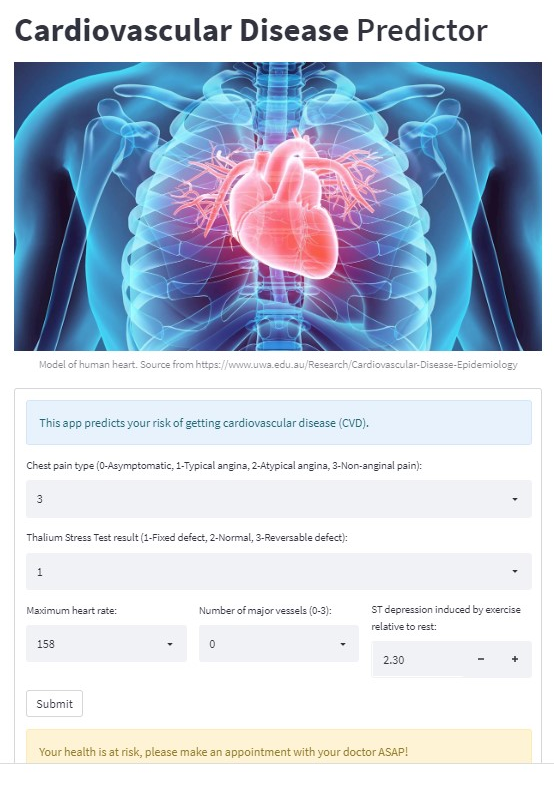 Cardiovascular Disease Predictor
Model of human heart. Source from https://www.uwa.edu.au/Research/Cardiovascular-Disease-Epidemiology
This app predicts your risk of getting cardiovascular disease (CVD).
Chest pain type (0-Asymptomatic, 1-Typical angina, 2-Atypical angina, 3-Non-anginal pain):
3
Thalium Stress Test result (1-Fixed defect, 2-Normal, 3-Reversable defect):
1
Maximum heart rate:
158
Number of major vessels (0-3):
0
ST depression induced by exercise
relative to rest:
2.30 − +
Submit
Your health is at risk, please make an appointment with your doctor ASAP!